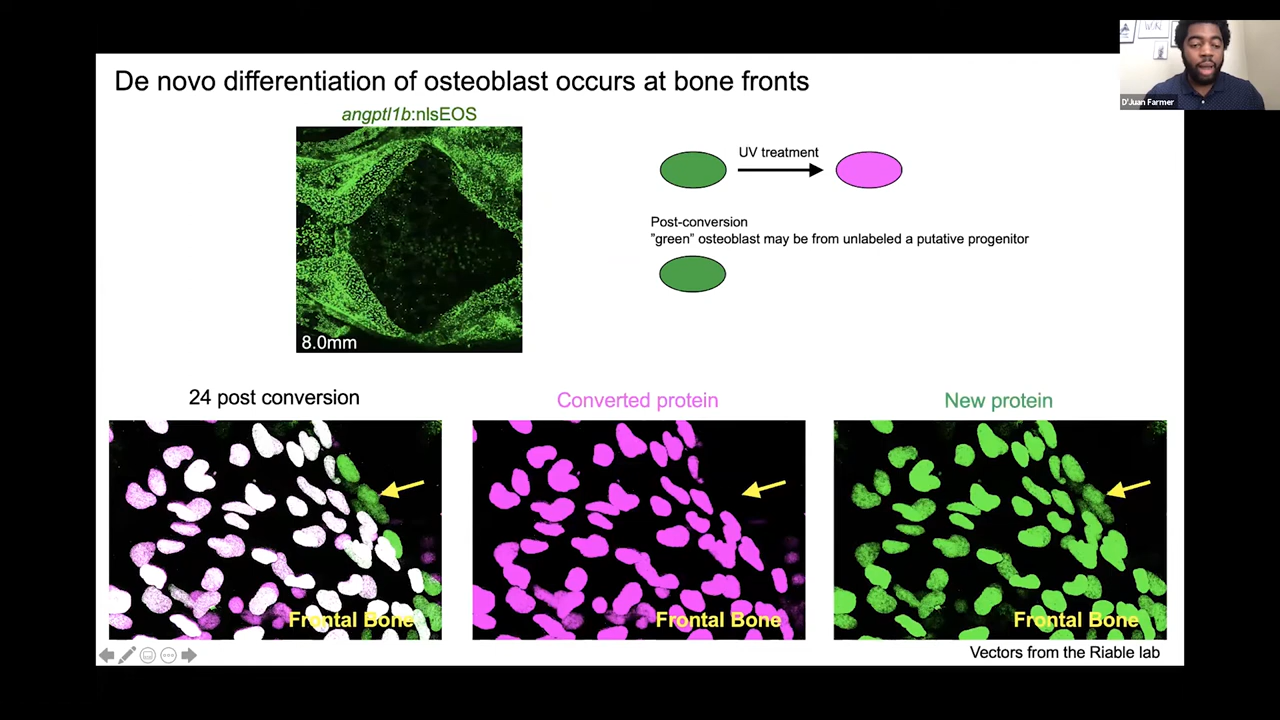 De novo differentiation of osteoblast occurs at bone fronts
angptl1b:nlsEOS
8.0mm
UV treatment
Post-conversion
"green" osteoblast may be from unlabeled a putative progenitor
D'Juan Farmer
24 post conversion
Converted protein
New protein
Frontal Bone
Frontal Bone
Frontal Bone
Vectors from the Riable lab